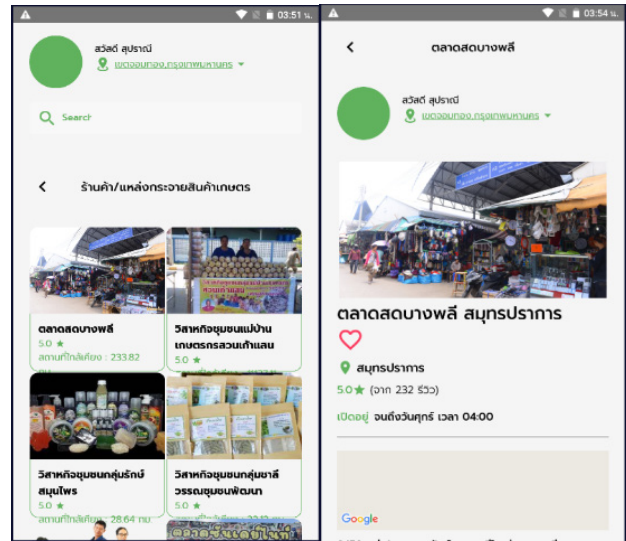 03:51 น.
สวัสดี สุปราณี
เขตจอมทอง,กรุงเทพมหานคร
Search
ร้านค้า/แหล่งกระจายสินค้าเกษตร
ตลาดสดบางพลี
5.0 ★
สถานที่ใกล้เคียง : 233.82
วิสาหกิจชุมชนแม่บ้าน
เกษตรกรสวนเก้าแสน
5.0 ★
วิสาหกิจชุมชนกลุ่มรักษ์
สมุนไพร
5.0 ★
สถานที่ใกล้เคียง : 28.64 กม
วิสาหกิจชุมชนกลุ่มชาลี
วรรณชุมชนพัฒนา
5.0 ★
03:54 น.
ตลาดสดบางพลี
สวัสดี สุปราณี
เขตจอมทอง,กรุงเทพมหานคร
ตลาดสดบางพลี สมุทรปราการ
สมุทรปราการ
5.0★ (จาก 232 รีวิว)
เปิดอยู่ จนถึงวันศุกร์ เวลา 04:00
Google